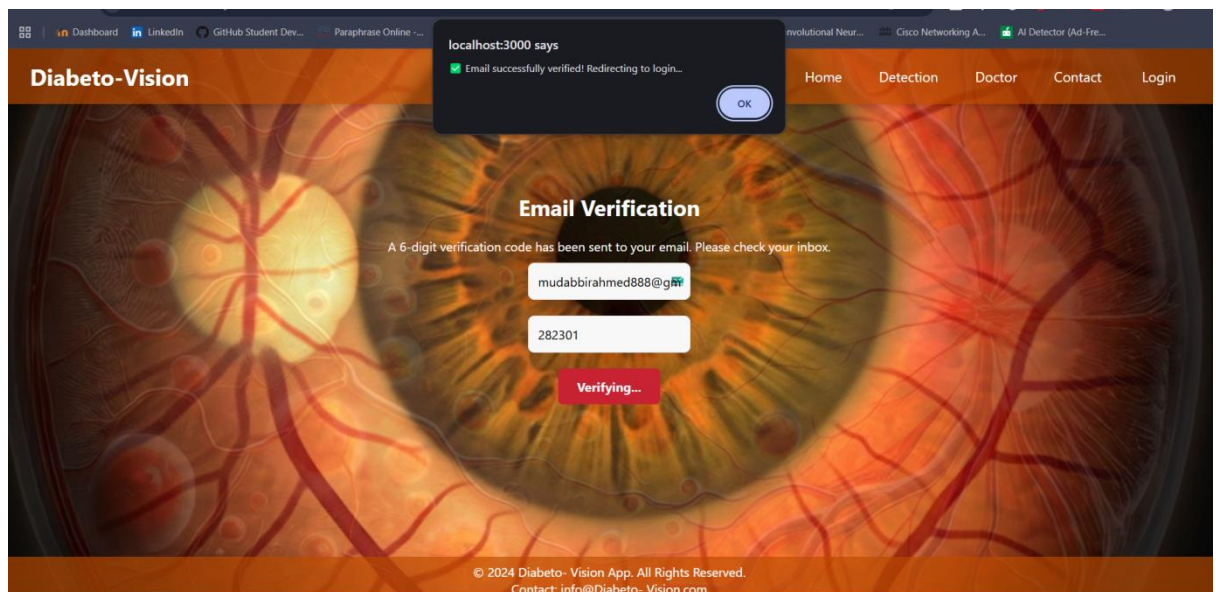 Dashboard LinkedIn GitHub Student Dev... Paraphrase Online -... nvolutional Neur... Cisco Networking A... AI Detector (Ad-Fre...
localhost:3000 says
✅ Email successfully verified! Redirecting to login...
OK
Diabeto-Vision Home Detection Doctor Contact Login
Email Verification
A 6-digit verification code has been sent to your email. Please check your inbox.
mudabbirahmed888@gm
282301
Verifying...
© 2024 Diabeto- Vision App. All Rights Reserved.
Contact: info@Diabeto- Vision.com